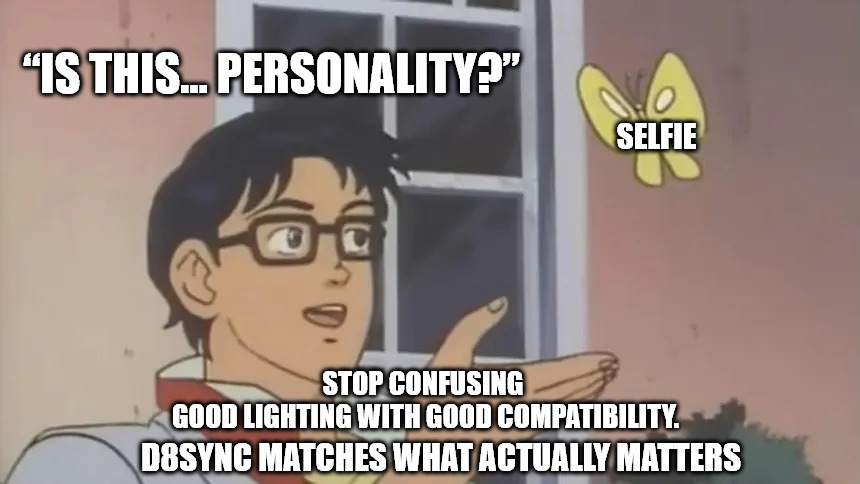 “IS THIS... PERSONALITY?”
SELFIE
STOP CONFUSING
GOOD LIGHTING WITH GOOD COMPATIBILITY.
D8SYNC MATCHES WHAT ACTUALLY MATTERS